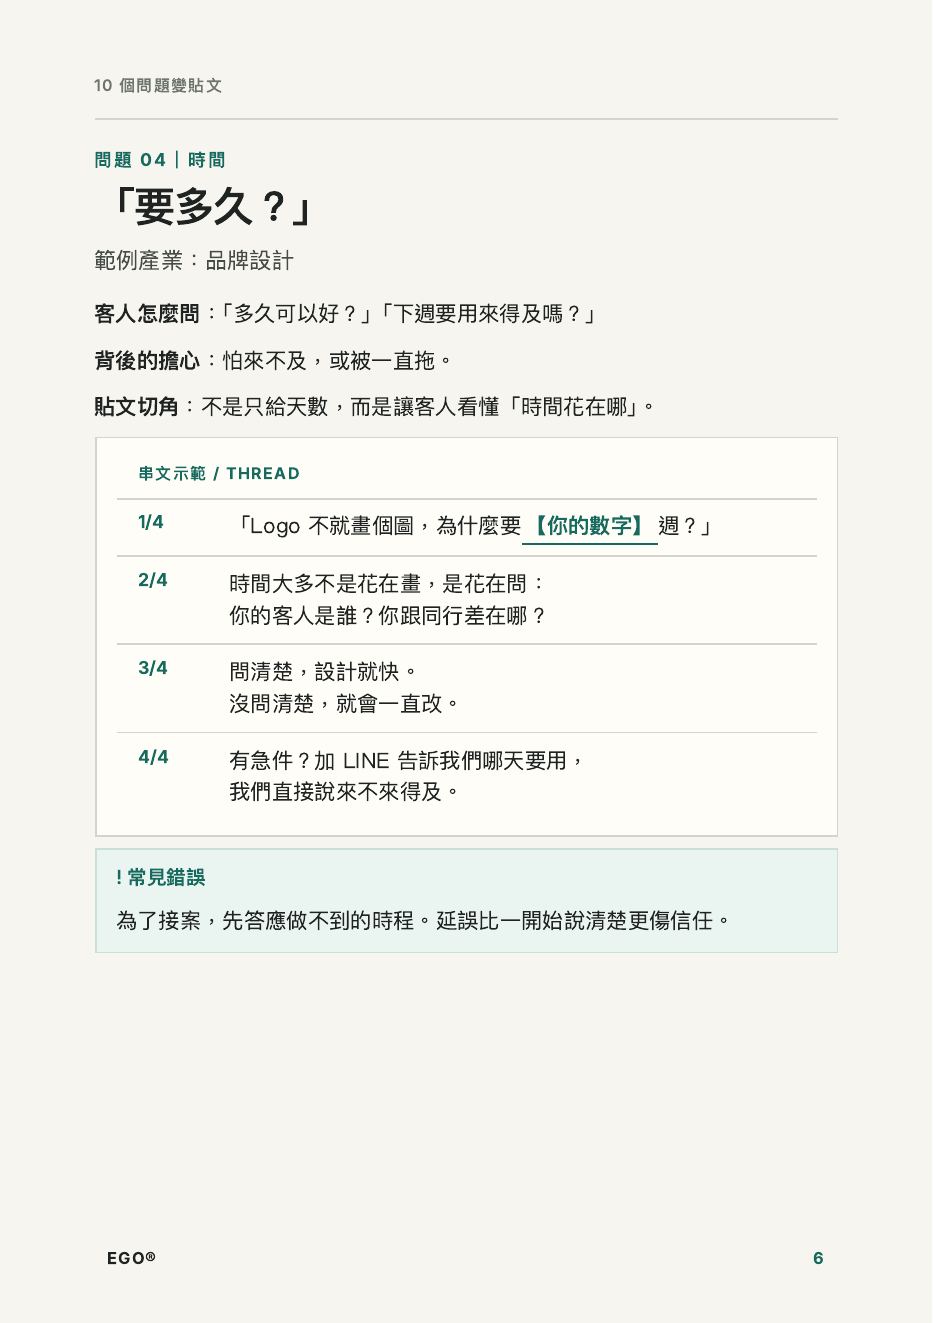 10 個問題變貼文
問題 04｜時間
「要多久？」
範例產業：品牌設計
客人怎麼問：「多久可以好？」「下週要用來得及嗎？」
背後的擔心：怕來不及，或被一直拖。
貼文切角：不是只給天數，而是讓客人看懂「時間花在哪」。
串文示範 / THREAD
1/4 「Logo 不就畫個圖，為什麼要【你的數字】週？」
2/4 時間大多不是花在畫，是花在問：
你的客人是誰？你跟同行差在哪？
3/4 問清楚，設計就快。
沒問清楚，就會一直改。
4/4 有急件？加 LINE 告訴我們哪天要用，
我們直接說來不來得及。
! 常見錯誤
為了接案，先答應做不到的時程。延誤比一開始說清楚更傷信任。
EGO® 6